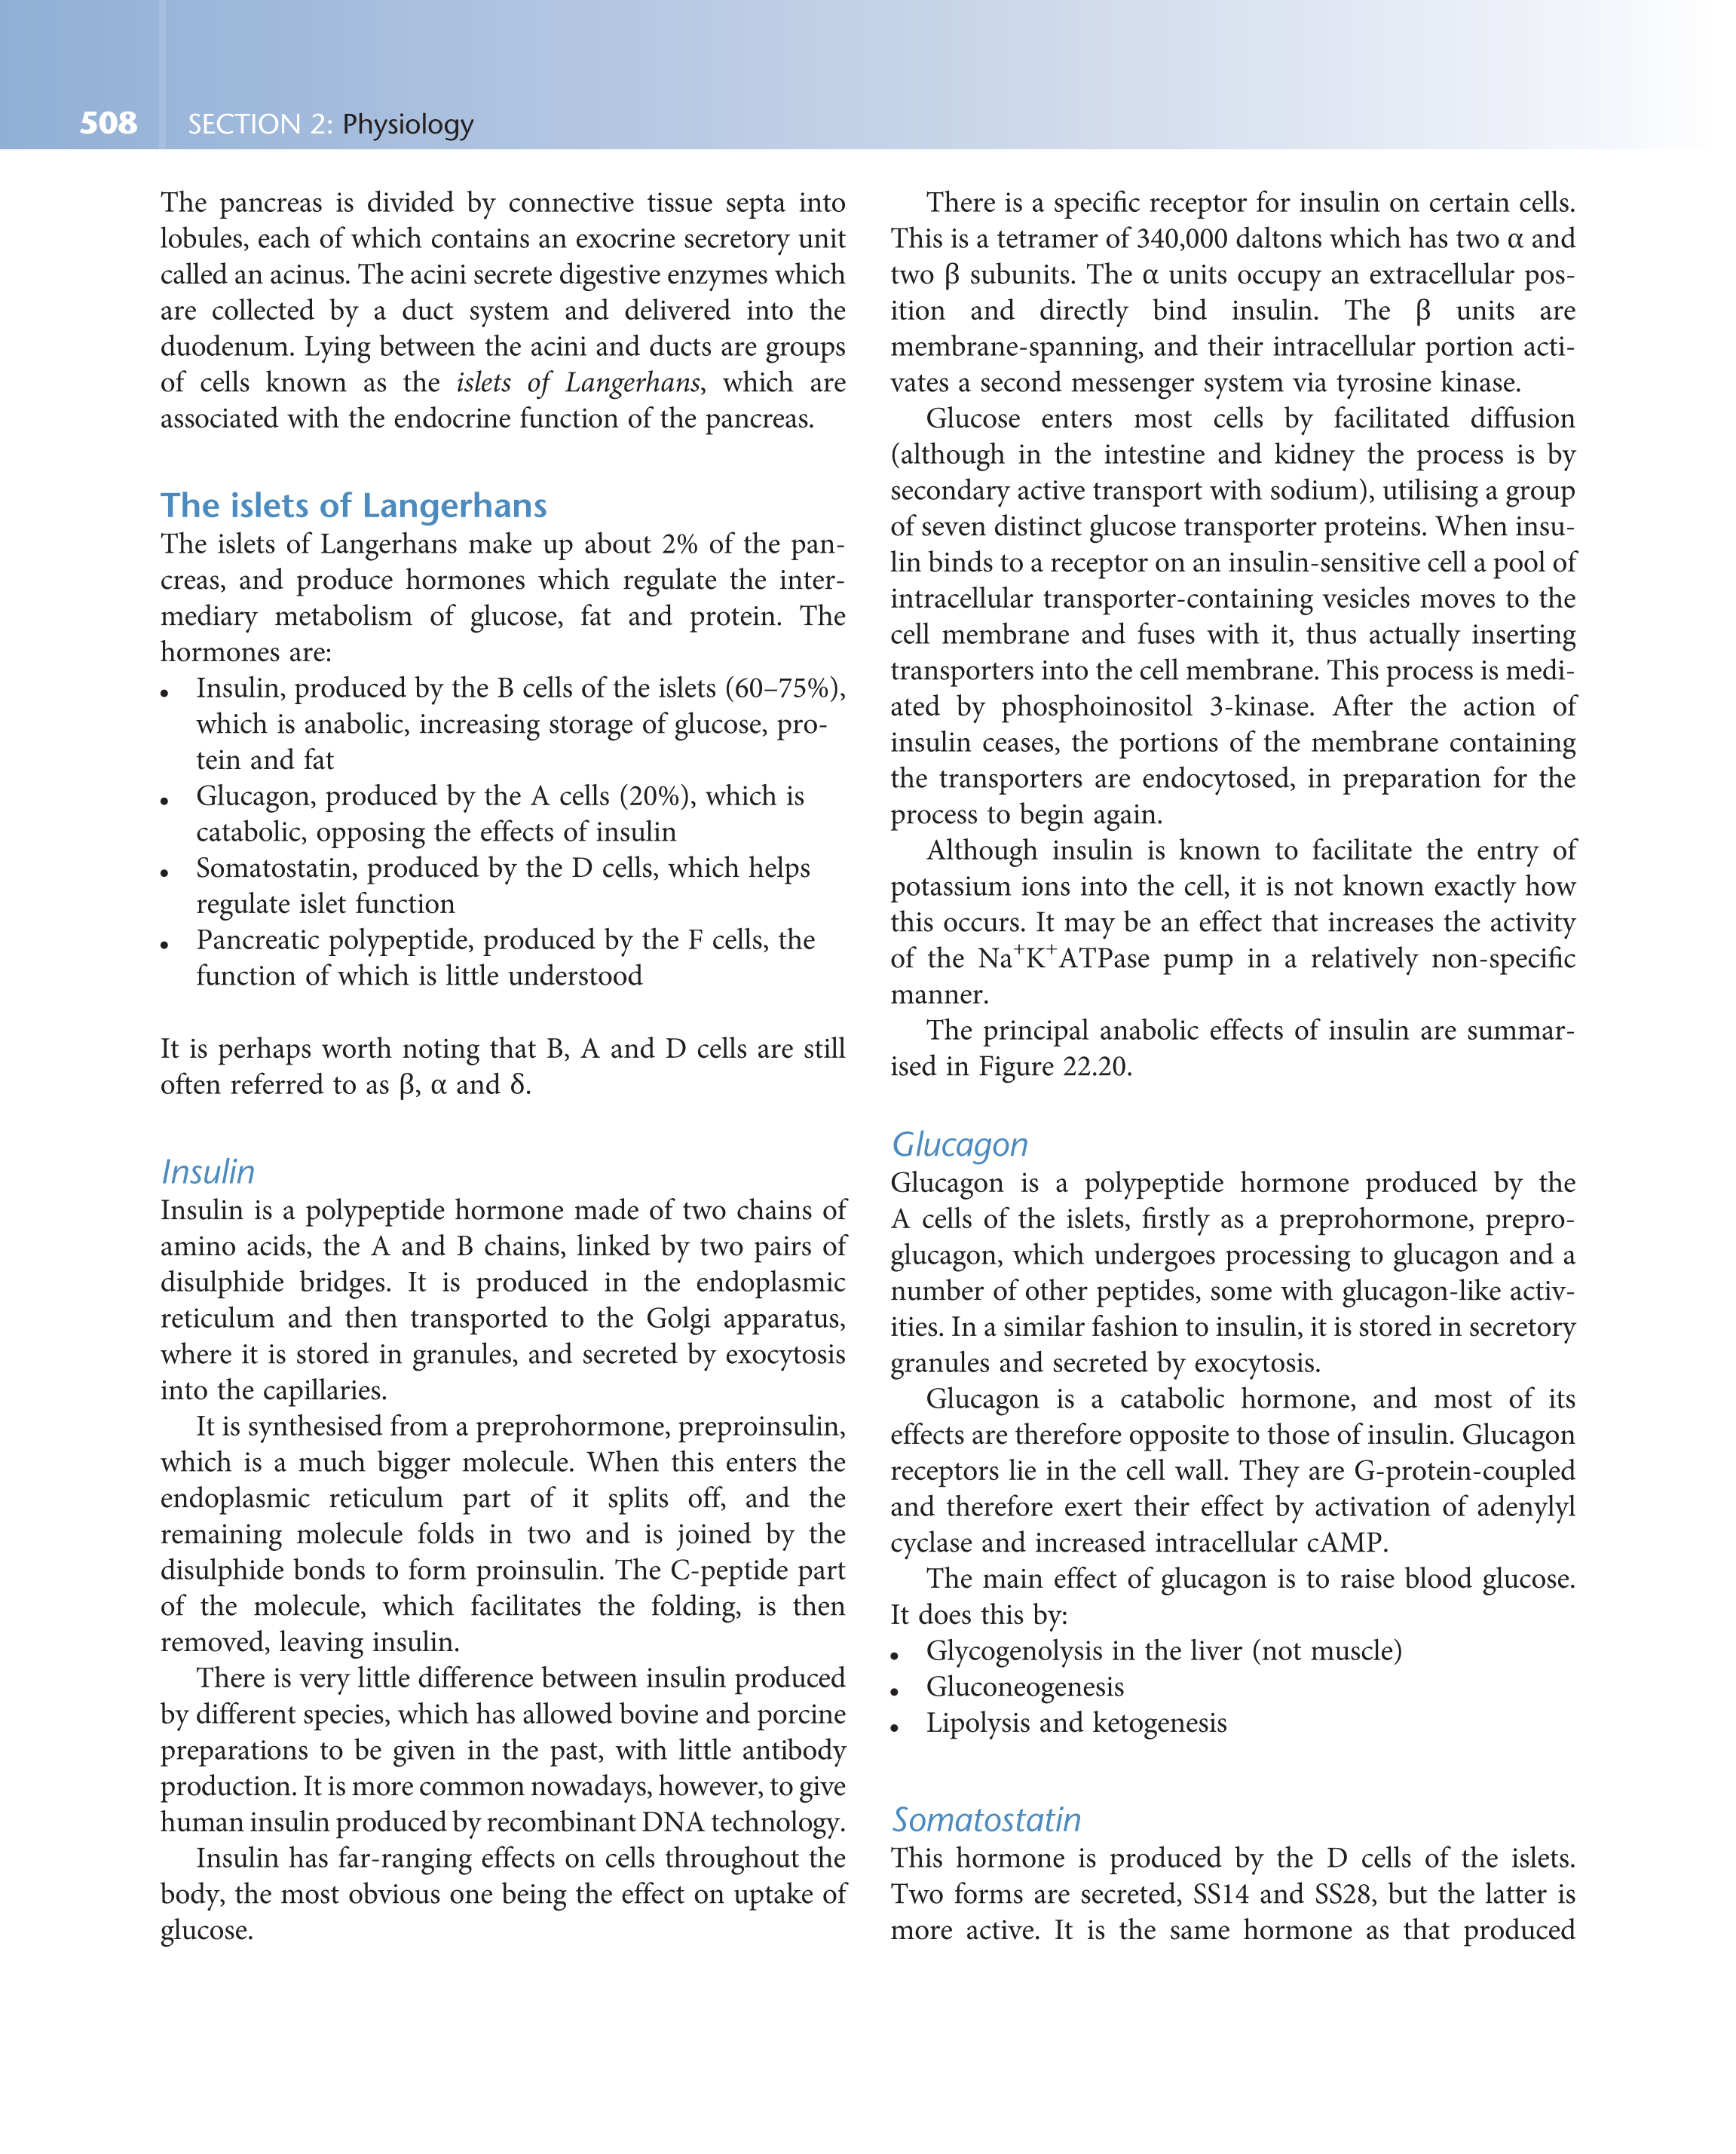 508 SECTION 2: Physiology
The pancreas is divided by connective tissue septa into
lobules, each of which contains an exocrine secretory unit
called an acinus. The acini secrete digestive enzymes which
are collected by a duct system and delivered into the
duodenum. Lying between the acini and ducts are groups
of cells known as the islets of Langerhans, which are
associated with the endocrine function of the pancreas.
The islets of Langerhans
The islets of Langerhans make up about 2% of the pan-
creas, and produce hormones which regulate the inter-
mediary metabolism of glucose, fat and protein. The
hormones are:
• Insulin, produced by the B cells of the islets (60–75%),
which is anabolic, increasing storage of glucose, pro-
tein and fat
• Glucagon, produced by the A cells (20%), which is
catabolic, opposing the effects of insulin
• Somatostatin, produced by the D cells, which helps
regulate islet function
• Pancreatic polypeptide, produced by the F cells, the
function of which is little understood
It is perhaps worth noting that B, A and D cells are still
often referred to as β, α and δ.
Insulin
Insulin is a polypeptide hormone made of two chains of
amino acids, the A and B chains, linked by two pairs of
disulphide bridges. It is produced in the endoplasmic
reticulum and then transported to the Golgi apparatus,
where it is stored in granules, and secreted by exocytosis
into the capillaries.
It is synthesised from a preprohormone, preproinsulin,
which is a much bigger molecule. When this enters the
endoplasmic reticulum part of it splits off, and the
remaining molecule folds in two and is joined by the
disulphide bonds to form proinsulin. The C-peptide part
of the molecule, which facilitates the folding, is then
removed, leaving insulin.
There is very little difference between insulin produced
by different species, which has allowed bovine and porcine
preparations to be given in the past, with little antibody
production. It is more common nowadays, however, to give
human insulin produced by recombinant DNA technology.
Insulin has far-ranging effects on cells throughout the
body, the most obvious one being the effect on uptake of
glucose.
There is a specific receptor for insulin on certain cells.
This is a tetramer of 340,000 daltons which has two α and
two β subunits. The α units occupy an extracellular pos-
ition and directly bind insulin. The β units are
membrane-spanning, and their intracellular portion acti-
vates a second messenger system via tyrosine kinase.
Glucose enters most cells by facilitated diffusion
(although in the intestine and kidney the process is by
secondary active transport with sodium), utilising a group
of seven distinct glucose transporter proteins. When insu-
lin binds to a receptor on an insulin-sensitive cell a pool of
intracellular transporter-containing vesicles moves to the
cell membrane and fuses with it, thus actually inserting
transporters into the cell membrane. This process is medi-
ated by phosphoinositol 3-kinase. After the action of
insulin ceases, the portions of the membrane containing
the transporters are endocytosed, in preparation for the
process to begin again.
Although insulin is known to facilitate the entry of
potassium ions into the cell, it is not known exactly how
this occurs. It may be an effect that increases the activity
of the Na⁺K⁺ATPase pump in a relatively non-specific
manner.
The principal anabolic effects of insulin are summar-
ised in Figure 22.20.
Glucagon
Glucagon is a polypeptide hormone produced by the
A cells of the islets, firstly as a preprohormone, prepro-
glucagon, which undergoes processing to glucagon and a
number of other peptides, some with glucagon-like activ-
ities. In a similar fashion to insulin, it is stored in secretory
granules and secreted by exocytosis.
Glucagon is a catabolic hormone, and most of its
effects are therefore opposite to those of insulin. Glucagon
receptors lie in the cell wall. They are G-protein-coupled
and therefore exert their effect by activation of adenylyl
cyclase and increased intracellular cAMP.
The main effect of glucagon is to raise blood glucose.
It does this by:
• Glycogenolysis in the liver (not muscle)
• Gluconeogenesis
• Lipolysis and ketogenesis
Somatostatin
This hormone is produced by the D cells of the islets.
Two forms are secreted, SS14 and SS28, but the latter is
more active. It is the same hormone as that produced